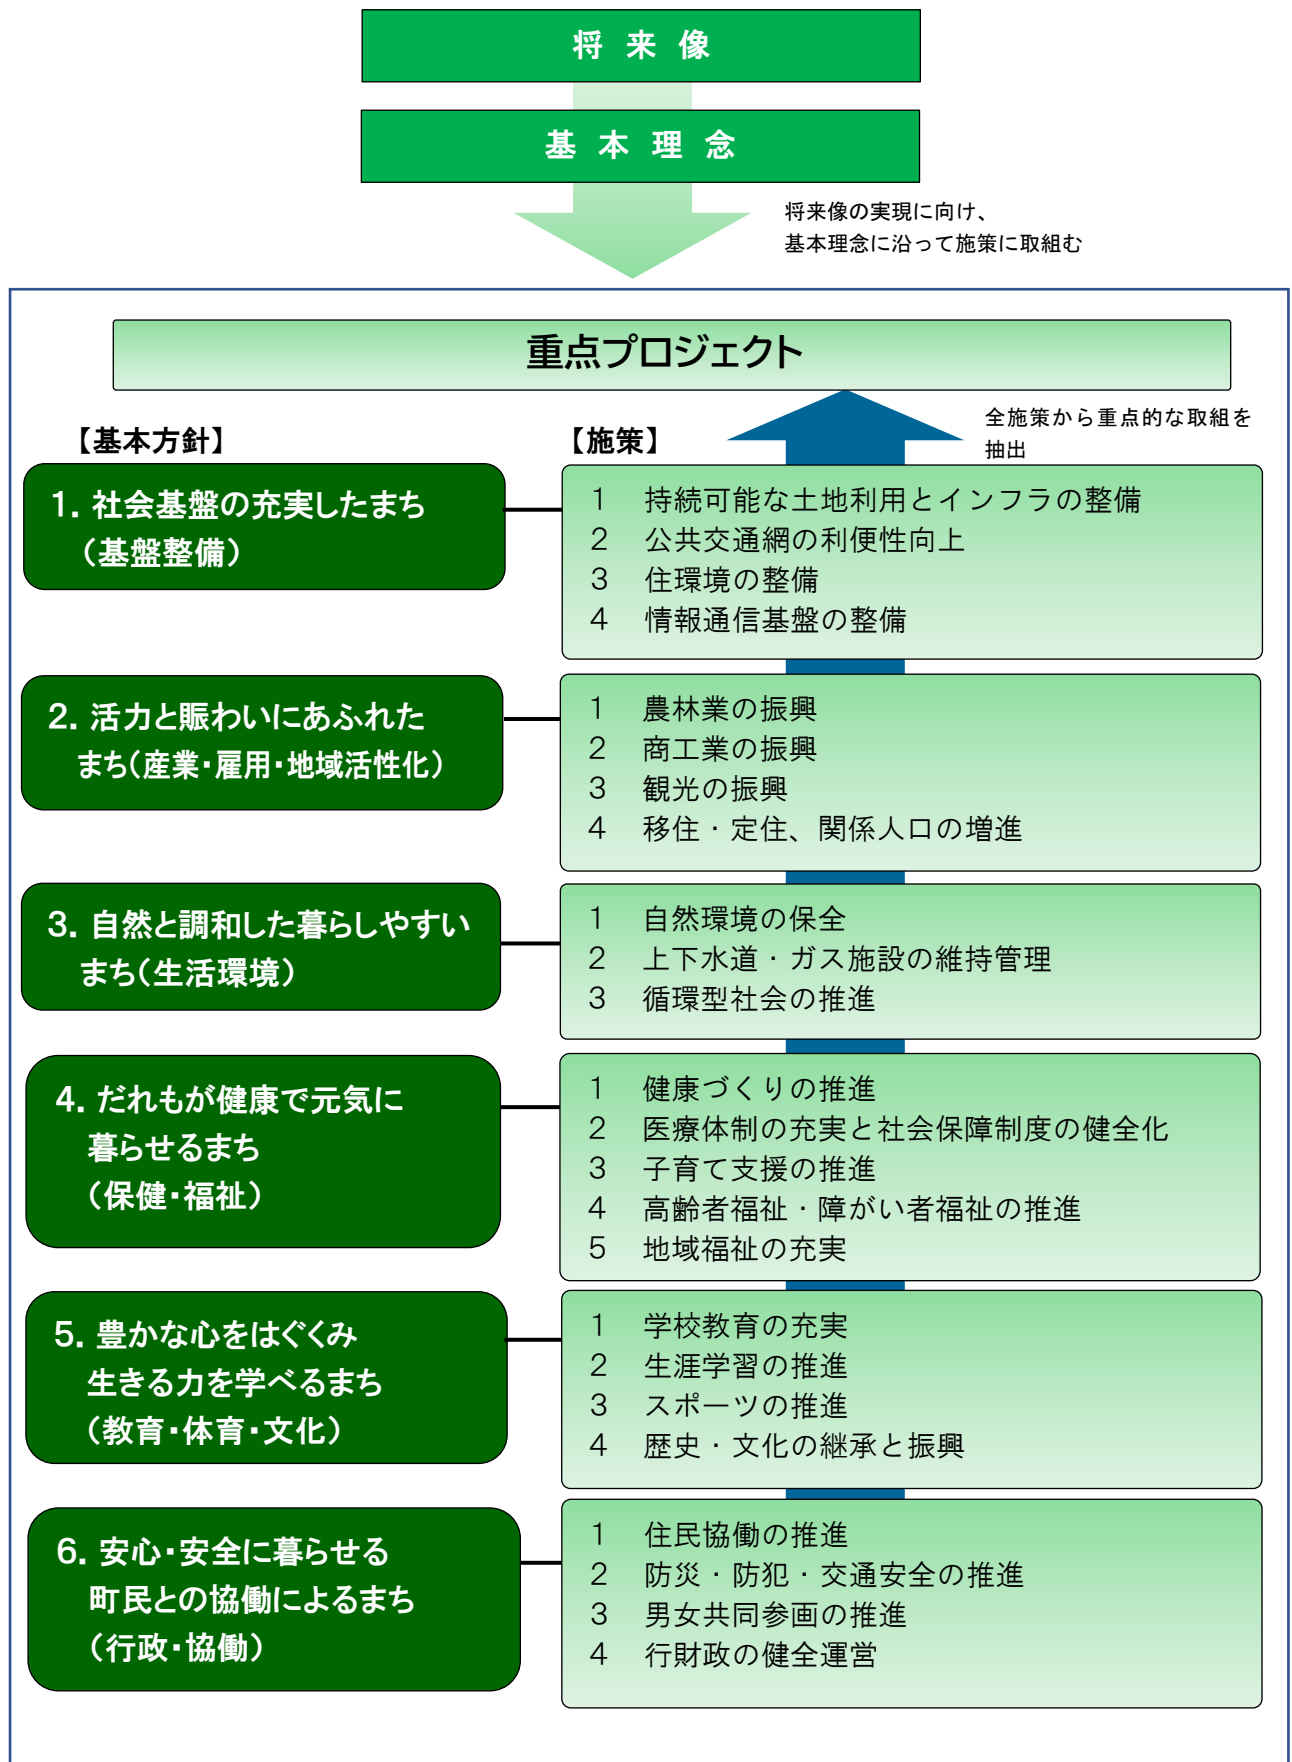 将来像
基本理念
将来像の実現に向け、
基本理念に沿って施策に取組む
重点プロジェクト
全施策から重点的な取組を
抽出
【基本方針】
【施策】
1. 社会基盤の充実したまち
（基盤整備）
1 持続可能な土地利用とインフラの整備
2 公共交通網の利便性向上
3 住環境の整備
4 情報通信基盤の整備
2. 活力と賑わいにあふれた
まち（産業・雇用・地域活性化）
1 農林業の振興
2 商工業の振興
3 観光の振興
4 移住・定住、関係人口の増進
3. 自然と調和した暮らしやすい
まち（生活環境）
1 自然環境の保全
2 上下水道・ガス施設の維持管理
3 循環型社会の推進
4. だれもが健康で元気に
暮らせるまち
（保健・福祉）
1 健康づくりの推進
2 医療体制の充実と社会保障制度の健全化
3 子育て支援の推進
4 高齢者福祉・障がい者福祉の推進
5 地域福祉の充実
5. 豊かな心をはぐくみ
生きる力を学べるまち
（教育・体育・文化）
1 学校教育の充実
2 生涯学習の推進
3 スポーツの推進
4 歴史・文化の継承と振興
6. 安心・安全に暮らせる
町民との協働によるまち
（行政・協働）
1 住民協働の推進
2 防災・防犯・交通安全の推進
3 男女共同参画の推進
4 行財政の健全運営